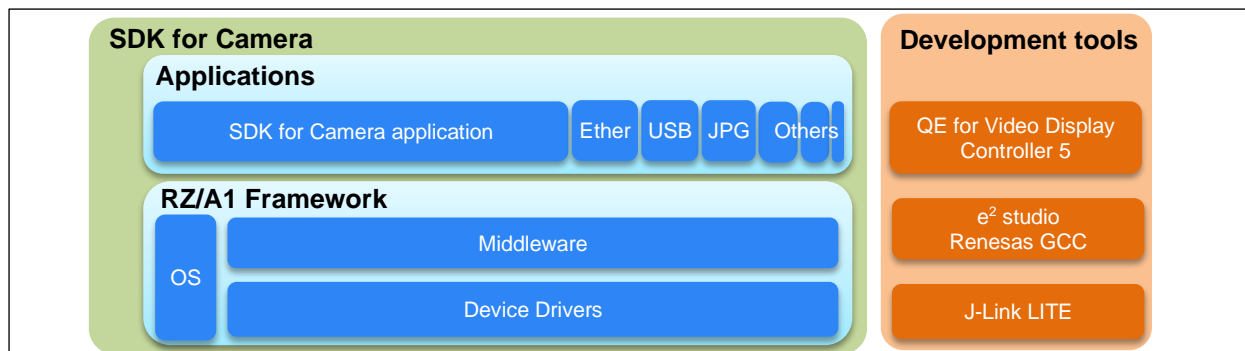 SDK for Camera
Applications
SDK for Camera application
Ether
USB
JPG
Others
RZ/A1 Framework
OS
Middleware
Device Drivers
Development tools
QE for Video Display
Controller 5
e² studio
Renesas GCC
J-Link LITE